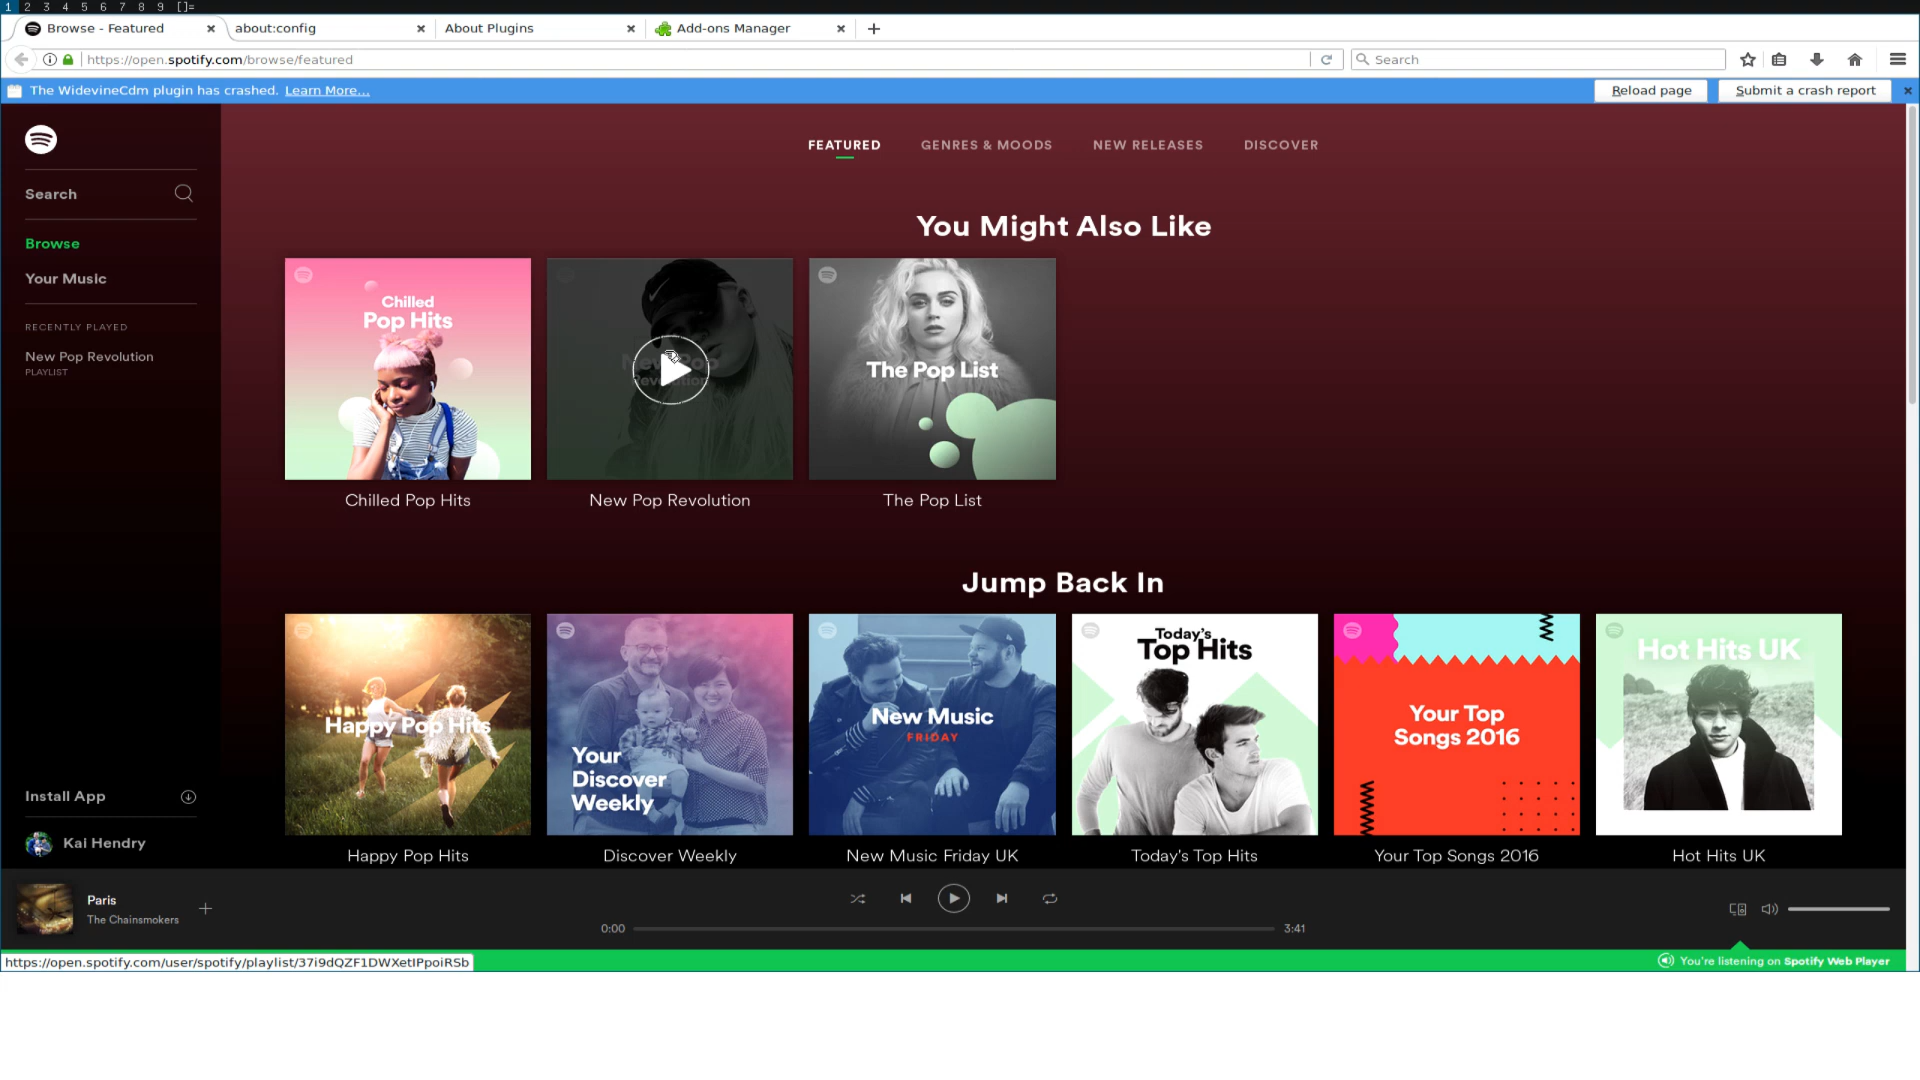 1 2 3 4 5 6 7 8 9 []=
Browse - Featured
about:config
About Plugins
Add-ons Manager
https://open.spotify.com/browse/featured
Search
The WidevineCdm plugin has crashed. Learn More...
Reload page
Submit a crash report
FEATURED
GENRES & MOODS
NEW RELEASES
DISCOVER
Search
Browse
Your Music
RECENTLY PLAYED
New Pop Revolution
PLAYLIST
Install App
Kai Hendry
You Might Also Like
Chilled
Pop Hits
New Pop
Revolution
The Pop List
Chilled Pop Hits
New Pop Revolution
The Pop List
Jump Back In
Happy Pop Hits
Your
Discover
Weekly
New Music
FRIDAY
Today's
Top Hits
Your Top
Songs 2016
Hot Hits UK
Happy Pop Hits
Discover Weekly
New Music Friday UK
Today's Top Hits
Your Top Songs 2016
Hot Hits UK
Paris
The Chainsmokers
0:00
3:41
https://open.spotify.com/user/spotify/playlist/37i9dQZF1DWXetIPpoiRSb
You're listening on Spotify Web Player